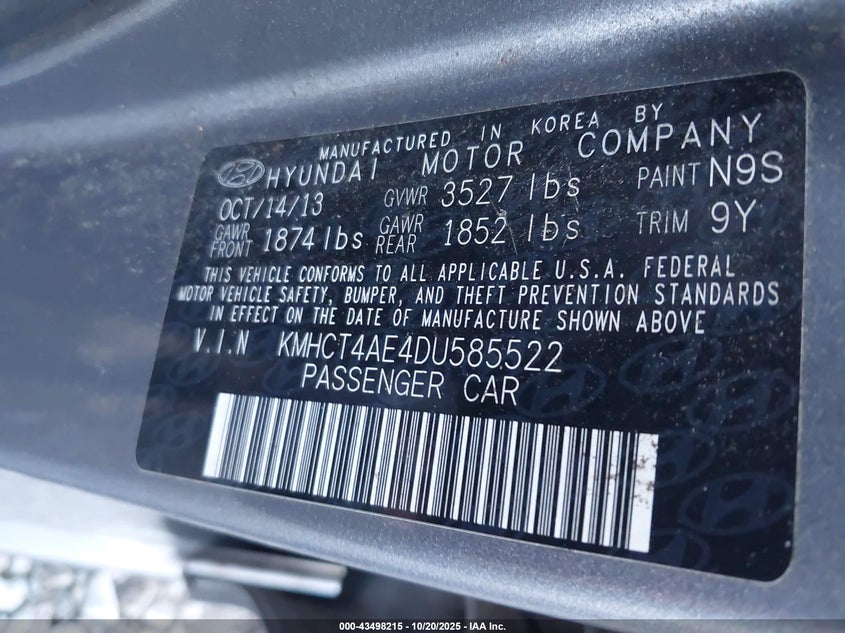 MANUFACTURED IN KOREA BY
HYUNDAI MOTOR COMPANY
OCT/14/13 GVWR 3527 lbs PAINT N9S
GAWR FRONT 1874 lbs GAWR REAR 1852 lbs TRIM 9Y
THIS VEHICLE CONFORMS TO ALL APPLICABLE U.S.A. FEDERAL
MOTOR VEHICLE SAFETY, BUMPER, AND THEFT PREVENTION STANDARDS
IN EFFECT ON THE DATE OF MANUFACTURE SHOWN ABOVE
V.I.N KMHCT4AE4DU585522
PASSENGER CAR
000-43498215 - 10/20/2025 - IAA Inc.